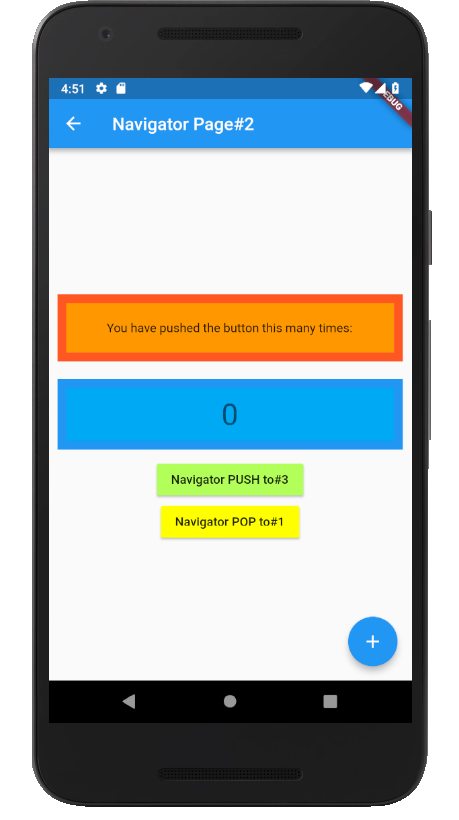 4:51
DEBUG
Navigator Page#2
You have pushed the button this many times:
0
Navigator PUSH to#3
Navigator POP to#1
+